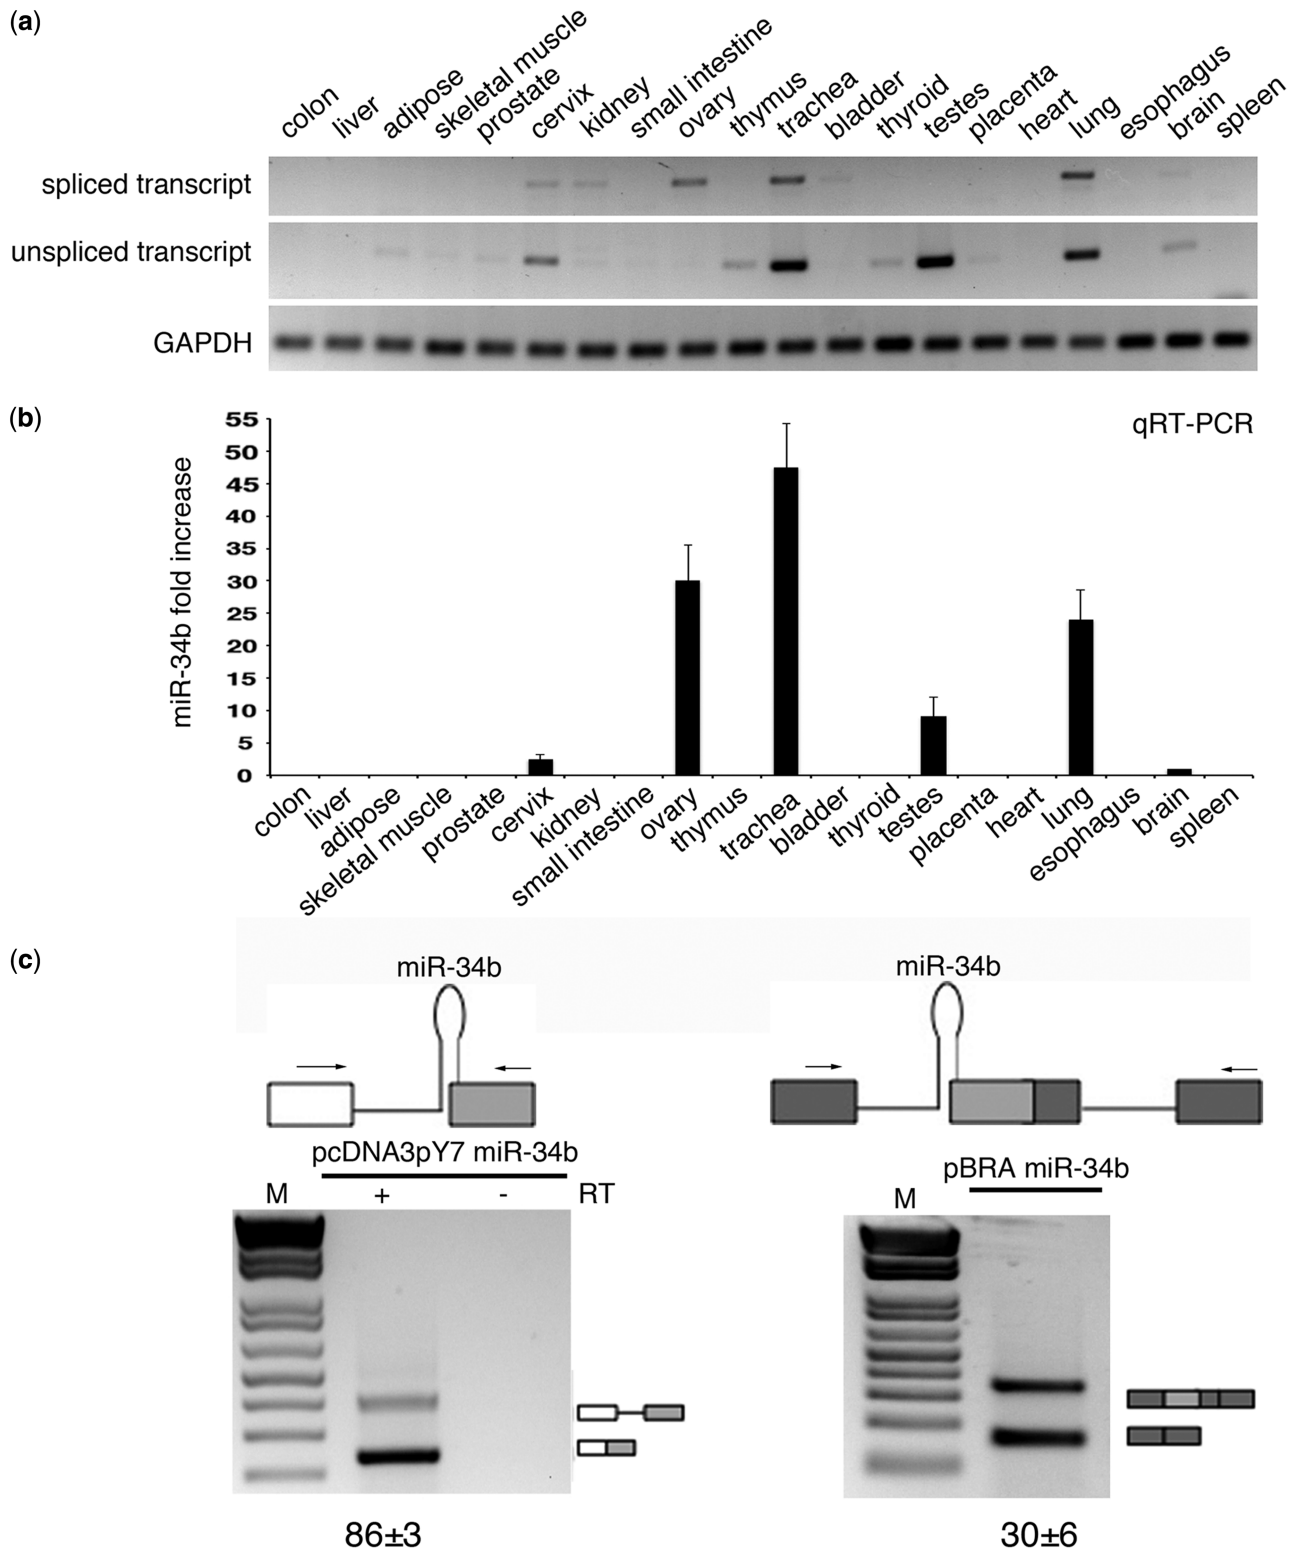 (a)
colon liver adipose skeletal muscle prostate cervix kidney small intestine ovary thymus trachea bladder thyroid testes placenta heart lung esophagus brain spleen
spliced transcript
unspliced transcript
GAPDH
(b)
qRT-PCR
miR-34b fold increase
55
50
45
40
35
30
25
20
15
10
5
0
colon liver adipose skeletal muscle prostate cervix kidney small intestine ovary thymus trachea bladder thyroid testes placenta heart lung esophagus brain spleen
(c)
miR-34b
miR-34b
pcDNA3pY7 miR-34b
M + - RT
pBRA miR-34b
M
86±3
30±6